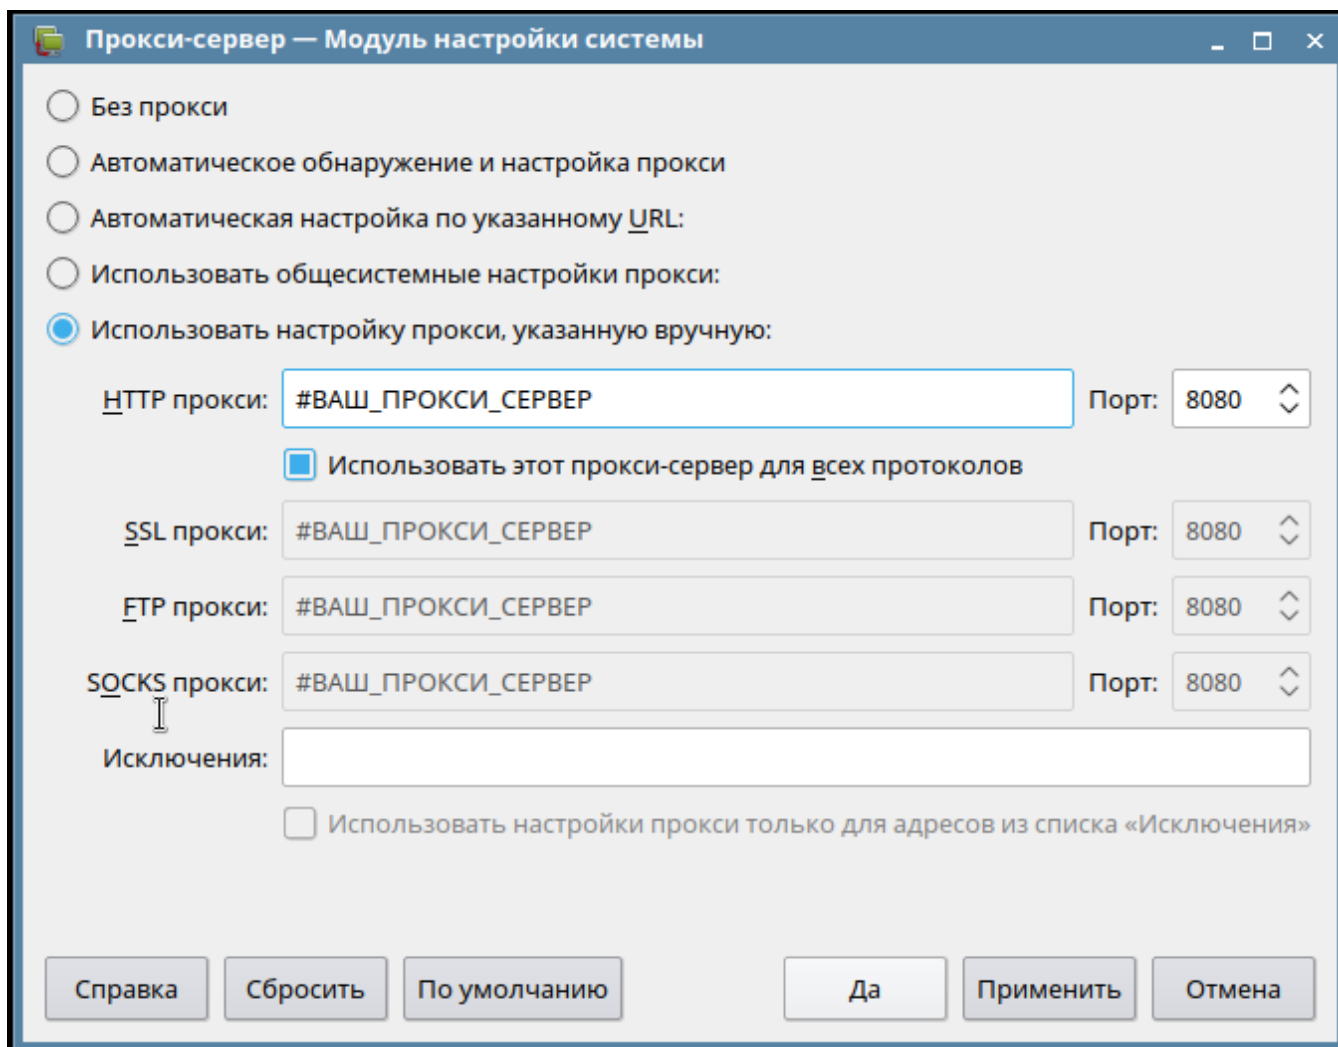 Прокси-сервер — Модуль настройки системы
Без прокси
Автоматическое обнаружение и настройка прокси
Автоматическая настройка по указанному URL:
Использовать общесистемные настройки прокси:
Использовать настройку прокси, указанную вручную:
HTTP прокси: #ВАШ_ПРОКСИ_СЕРВЕР Порт: 8080
Использовать этот прокси-сервер для всех протоколов
SSL прокси: #ВАШ_ПРОКСИ_СЕРВЕР Порт: 8080
FTP прокси: #ВАШ_ПРОКСИ_СЕРВЕР Порт: 8080
SOCKS прокси: #ВАШ_ПРОКСИ_СЕРВЕР Порт: 8080
Исключения:
Использовать настройки прокси только для адресов из списка «Исключения»
Справка Сбросить По умолчанию Да Применить Отмена